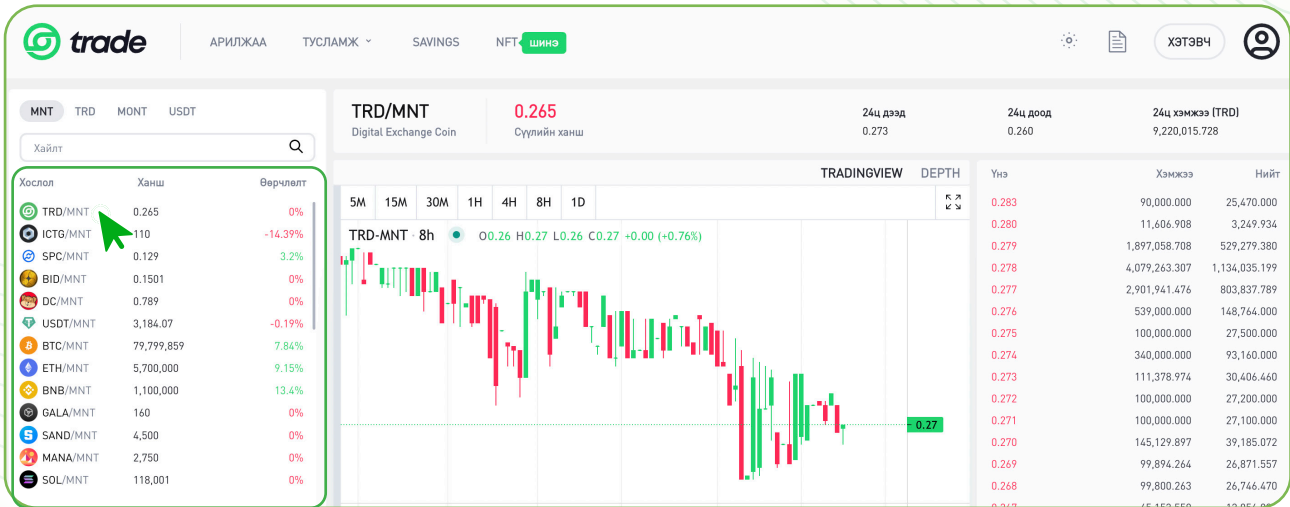 trade
АРИЛЖАА ТУСЛАМЖ SAVINGS NFT ШИНЭ ХЭТЭВЧ
MNT TRD MONT USDT
Хайлт
Хослол Ханш Өөрчлөлт
TRD/MNT 0.265 0%
ICTG/MNT 110 -14.39%
SPC/MNT 0.129 3.2%
BID/MNT 0.1501 0%
DC/MNT 0.789 0%
USDT/MNT 3,184.07 -0.19%
BTC/MNT 79,799,859 7.84%
ETH/MNT 5,700,000 9.15%
BNB/MNT 1,100,000 13.4%
GALA/MNT 160 0%
SAND/MNT 4,500 0%
MANA/MNT 2,750 0%
SOL/MNT 118,001 0%
TRD/MNT 0.265 24ц дээд 24ц доод 24ц хэмжээ (TRD)
Digital Exchange Coin Сүүлийн ханш 0.273 0.260 9,220,015.728
TRADINGVIEW DEPTH
5M 15M 30M 1H 4H 8H 1D
TRD-MNT · 8h O0.26 H0.27 L0.26 C0.27 +0.00 (+0.76%)
0.27
Үнэ Хэмжээ Нийт
0.283 90,000.000 25,470.000
0.280 11,606.908 3,249.934
0.279 1,897,058.708 529,279.380
0.278 4,079,263.307 1,134,035.199
0.277 2,901,941.476 803,837.789
0.276 539,000.000 148,764.000
0.275 100,000.000 27,500.000
0.274 340,000.000 93,160.000
0.273 111,378.974 30,406.460
0.272 100,000.000 27,200.000
0.271 100,000.000 27,100.000
0.270 145,129.897 39,185.072
0.269 99,894.264 26,871.557
0.268 99,800.263 26,746.470